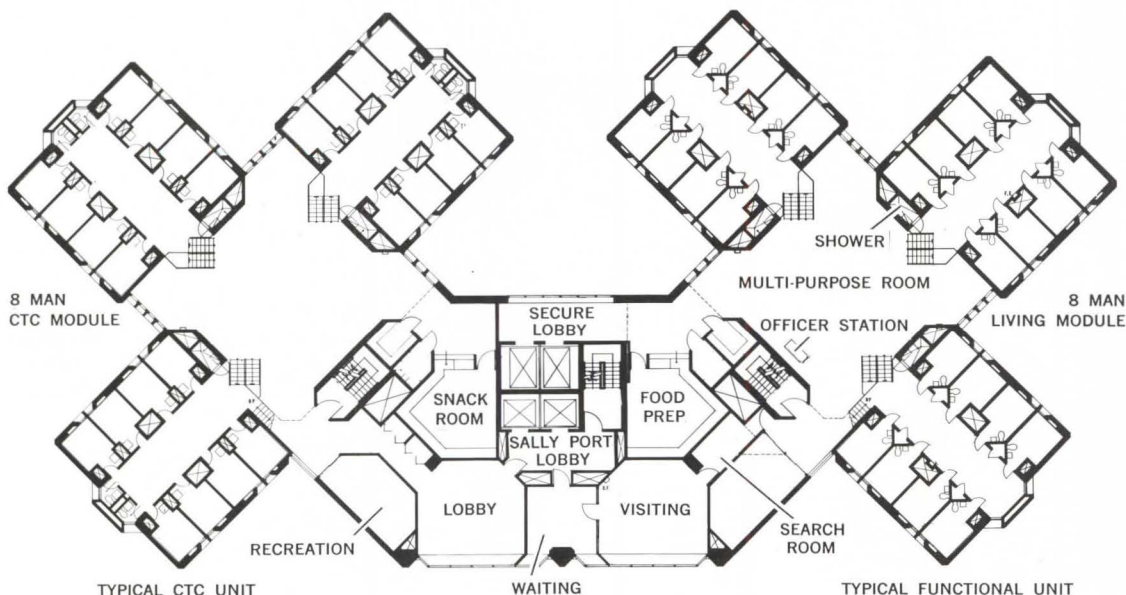 SHOWER
MULTI-PURPOSE ROOM
8 MAN
CTC MODULE
8 MAN
LIVING MODULE
SECURE
LOBBY
OFFICER STATION
SNACK
ROOM
FOOD
PREP
SALLY PORT
LOBBY
LOBBY
VISITING
RECREATION
SEARCH
ROOM
TYPICAL CTC UNIT
WAITING
TYPICAL FUNCTIONAL UNIT